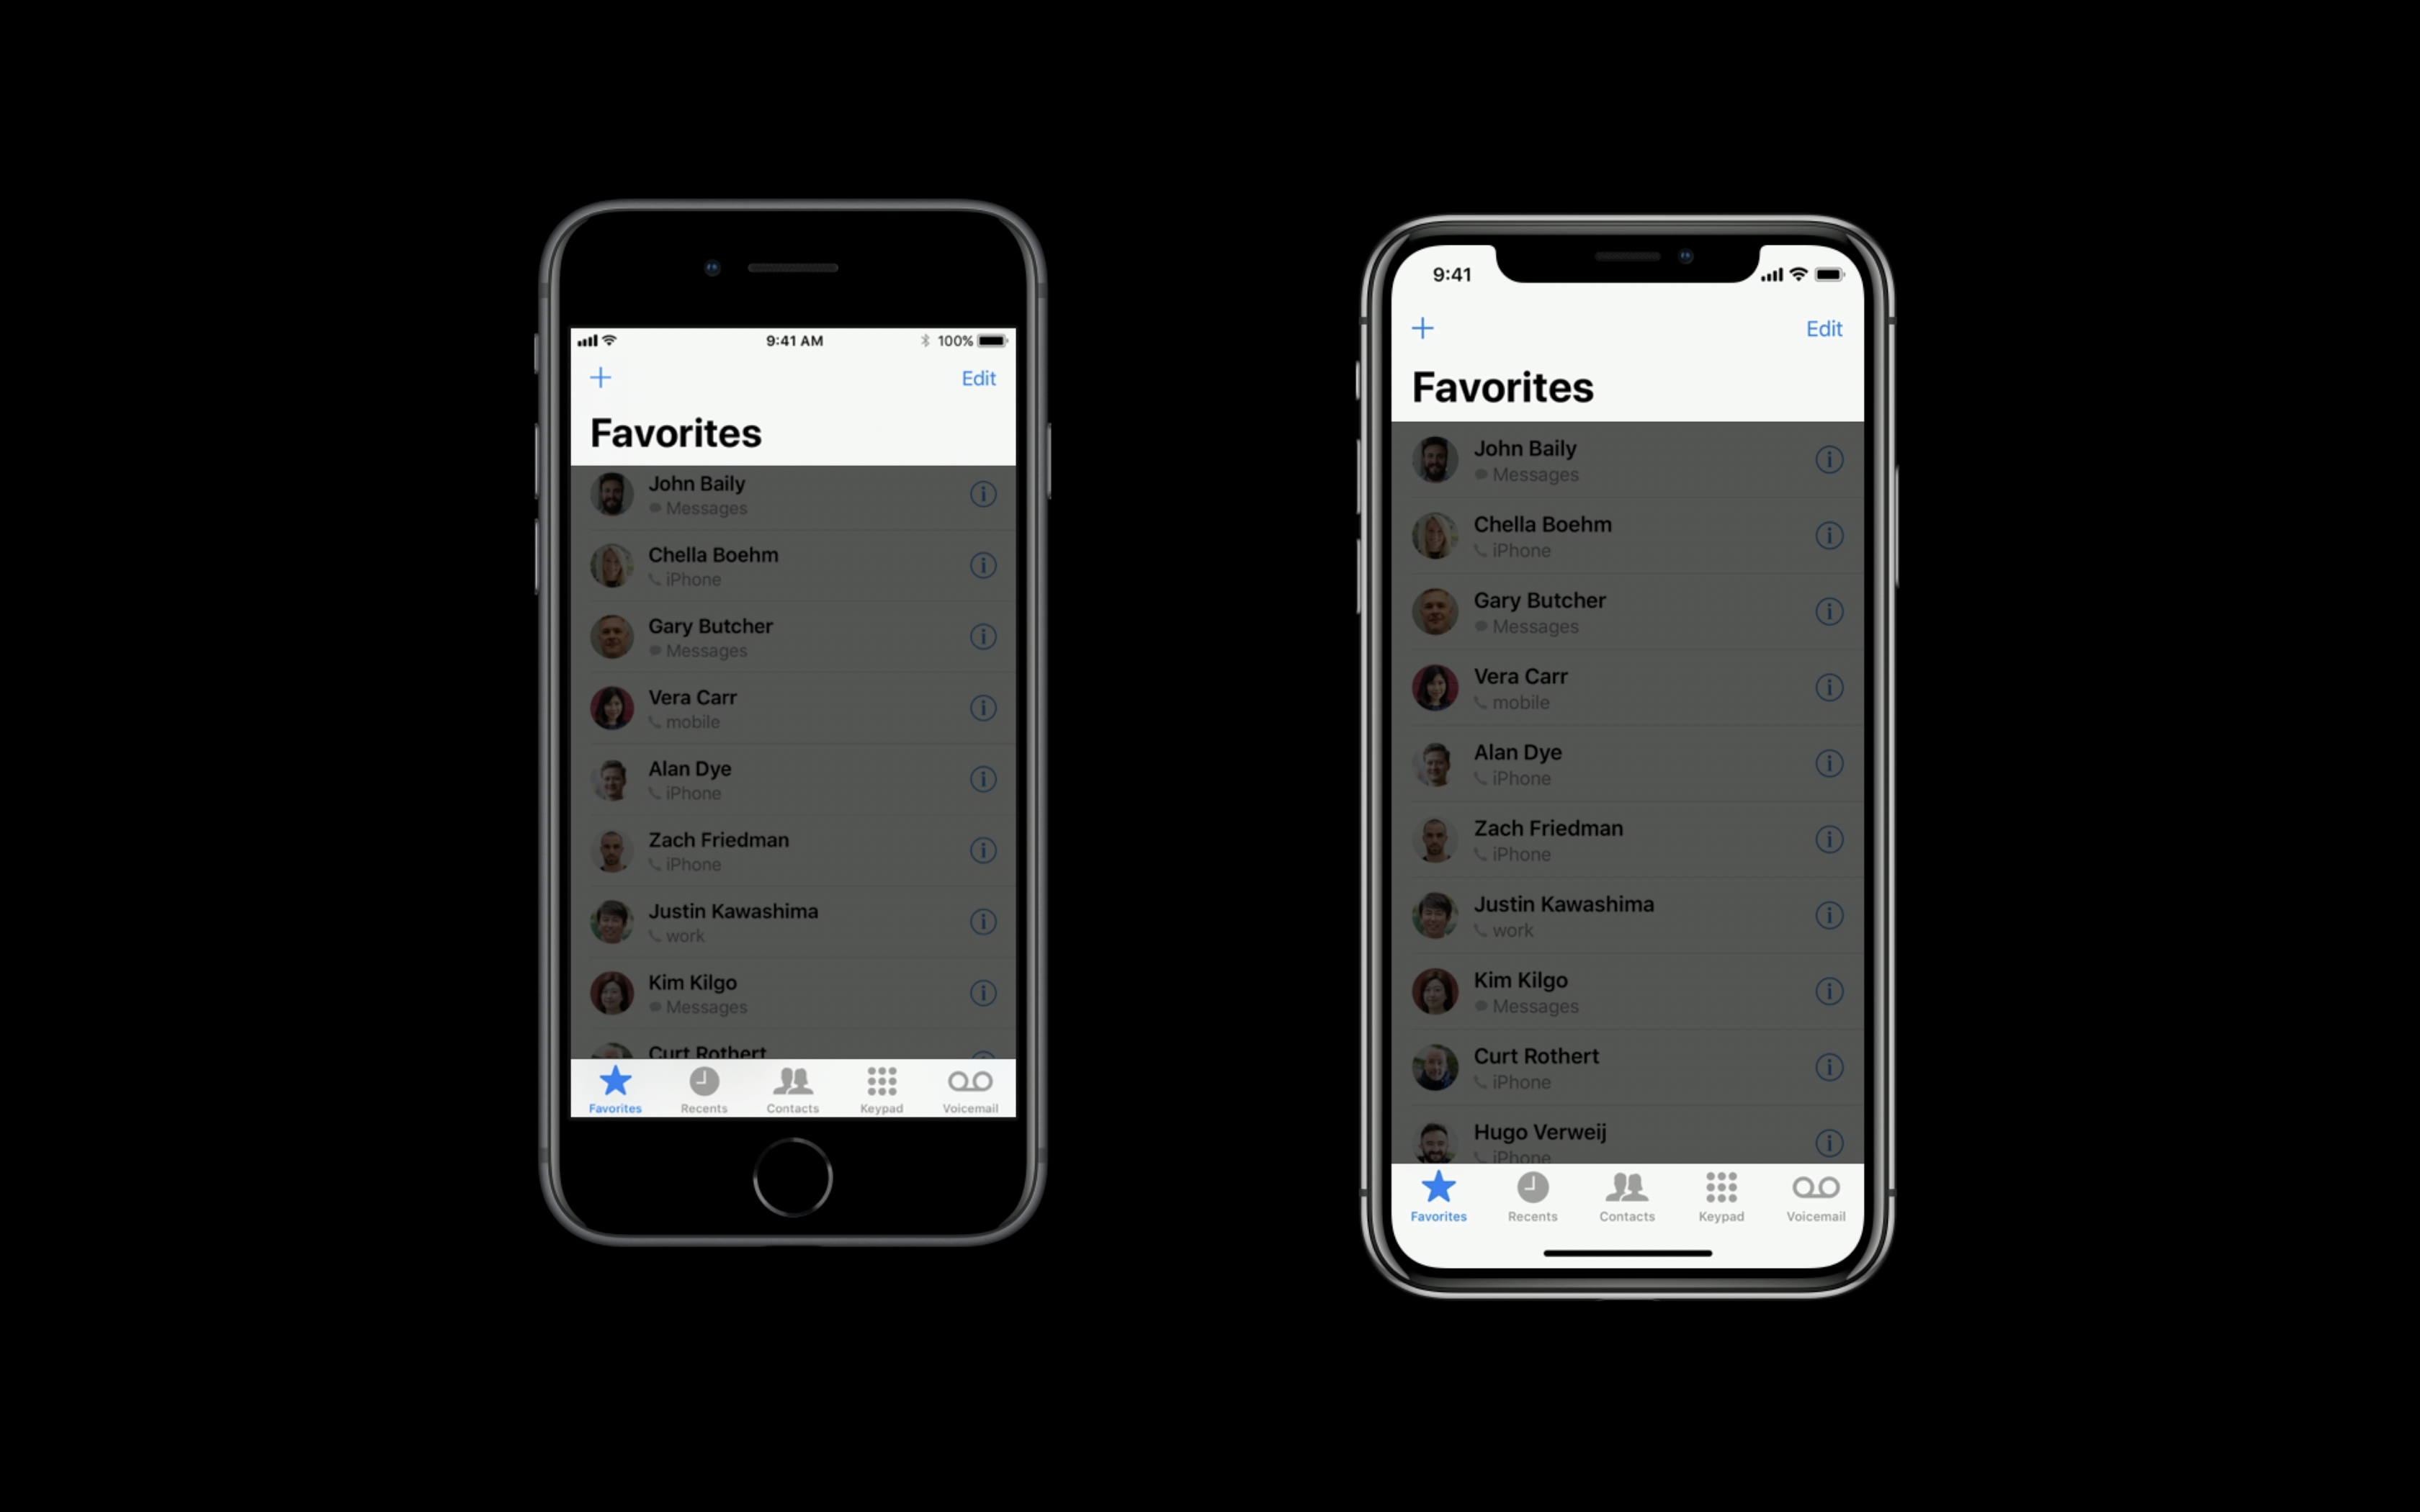 9:41 AM
100%
Edit
Favorites
John Baily
Messages
Chella Boehm
iPhone
Gary Butcher
Messages
Vera Carr
mobile
Alan Dye
iPhone
Zach Friedman
iPhone
Justin Kawashima
work
Kim Kilgo
Messages
Curt Rothert
Favorites
Recents
Contacts
Keypad
Voicemail
9:41
Edit
Favorites
John Baily
Messages
Chella Boehm
iPhone
Gary Butcher
Messages
Vera Carr
mobile
Alan Dye
iPhone
Zach Friedman
iPhone
Justin Kawashima
work
Kim Kilgo
Messages
Curt Rothert
iPhone
Hugo Verweij
iPhone
Favorites
Recents
Contacts
Keypad
Voicemail